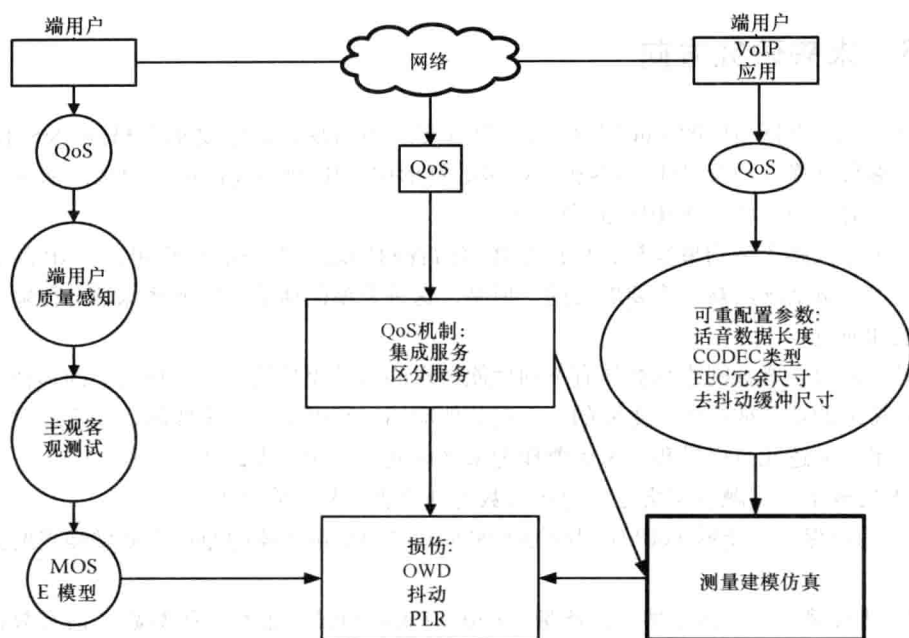 端用户
网络
端用户
VoIP
应用
QoS
QoS
QoS
端用户
质量感知
QoS机制：
集成服务
区分服务
可重配置参数：
话音数据长度
CODEC类型
FEC冗余尺寸
去抖动缓冲尺寸
主观客
观测试
MOS
E 模型
损伤：
OWD
抖动
PLR
测量建模仿真